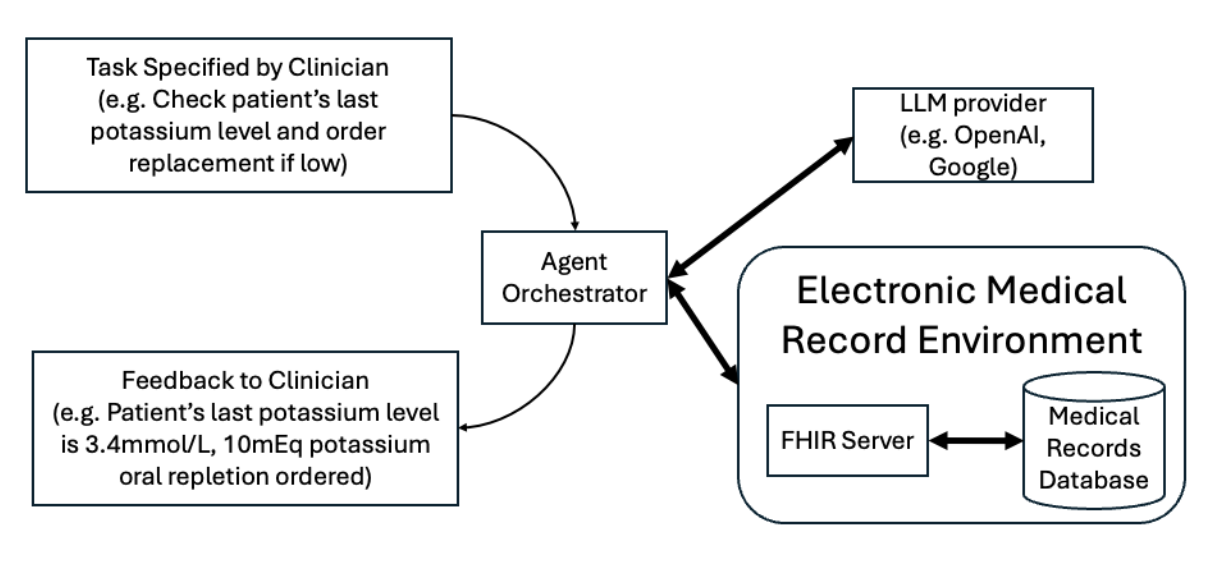 Task Specified by Clinician
(e.g. Check patient’s last
potassium level and order
replacement if low)
LLM provider
(e.g. OpenAI,
Google)
Agent
Orchestrator
Electronic Medical
Record Environment
FHIR Server
Medical
Records
Database
Feedback to Clinician
(e.g. Patient’s last potassium level
is 3.4mmol/L, 10mEq potassium
oral repletion ordered)